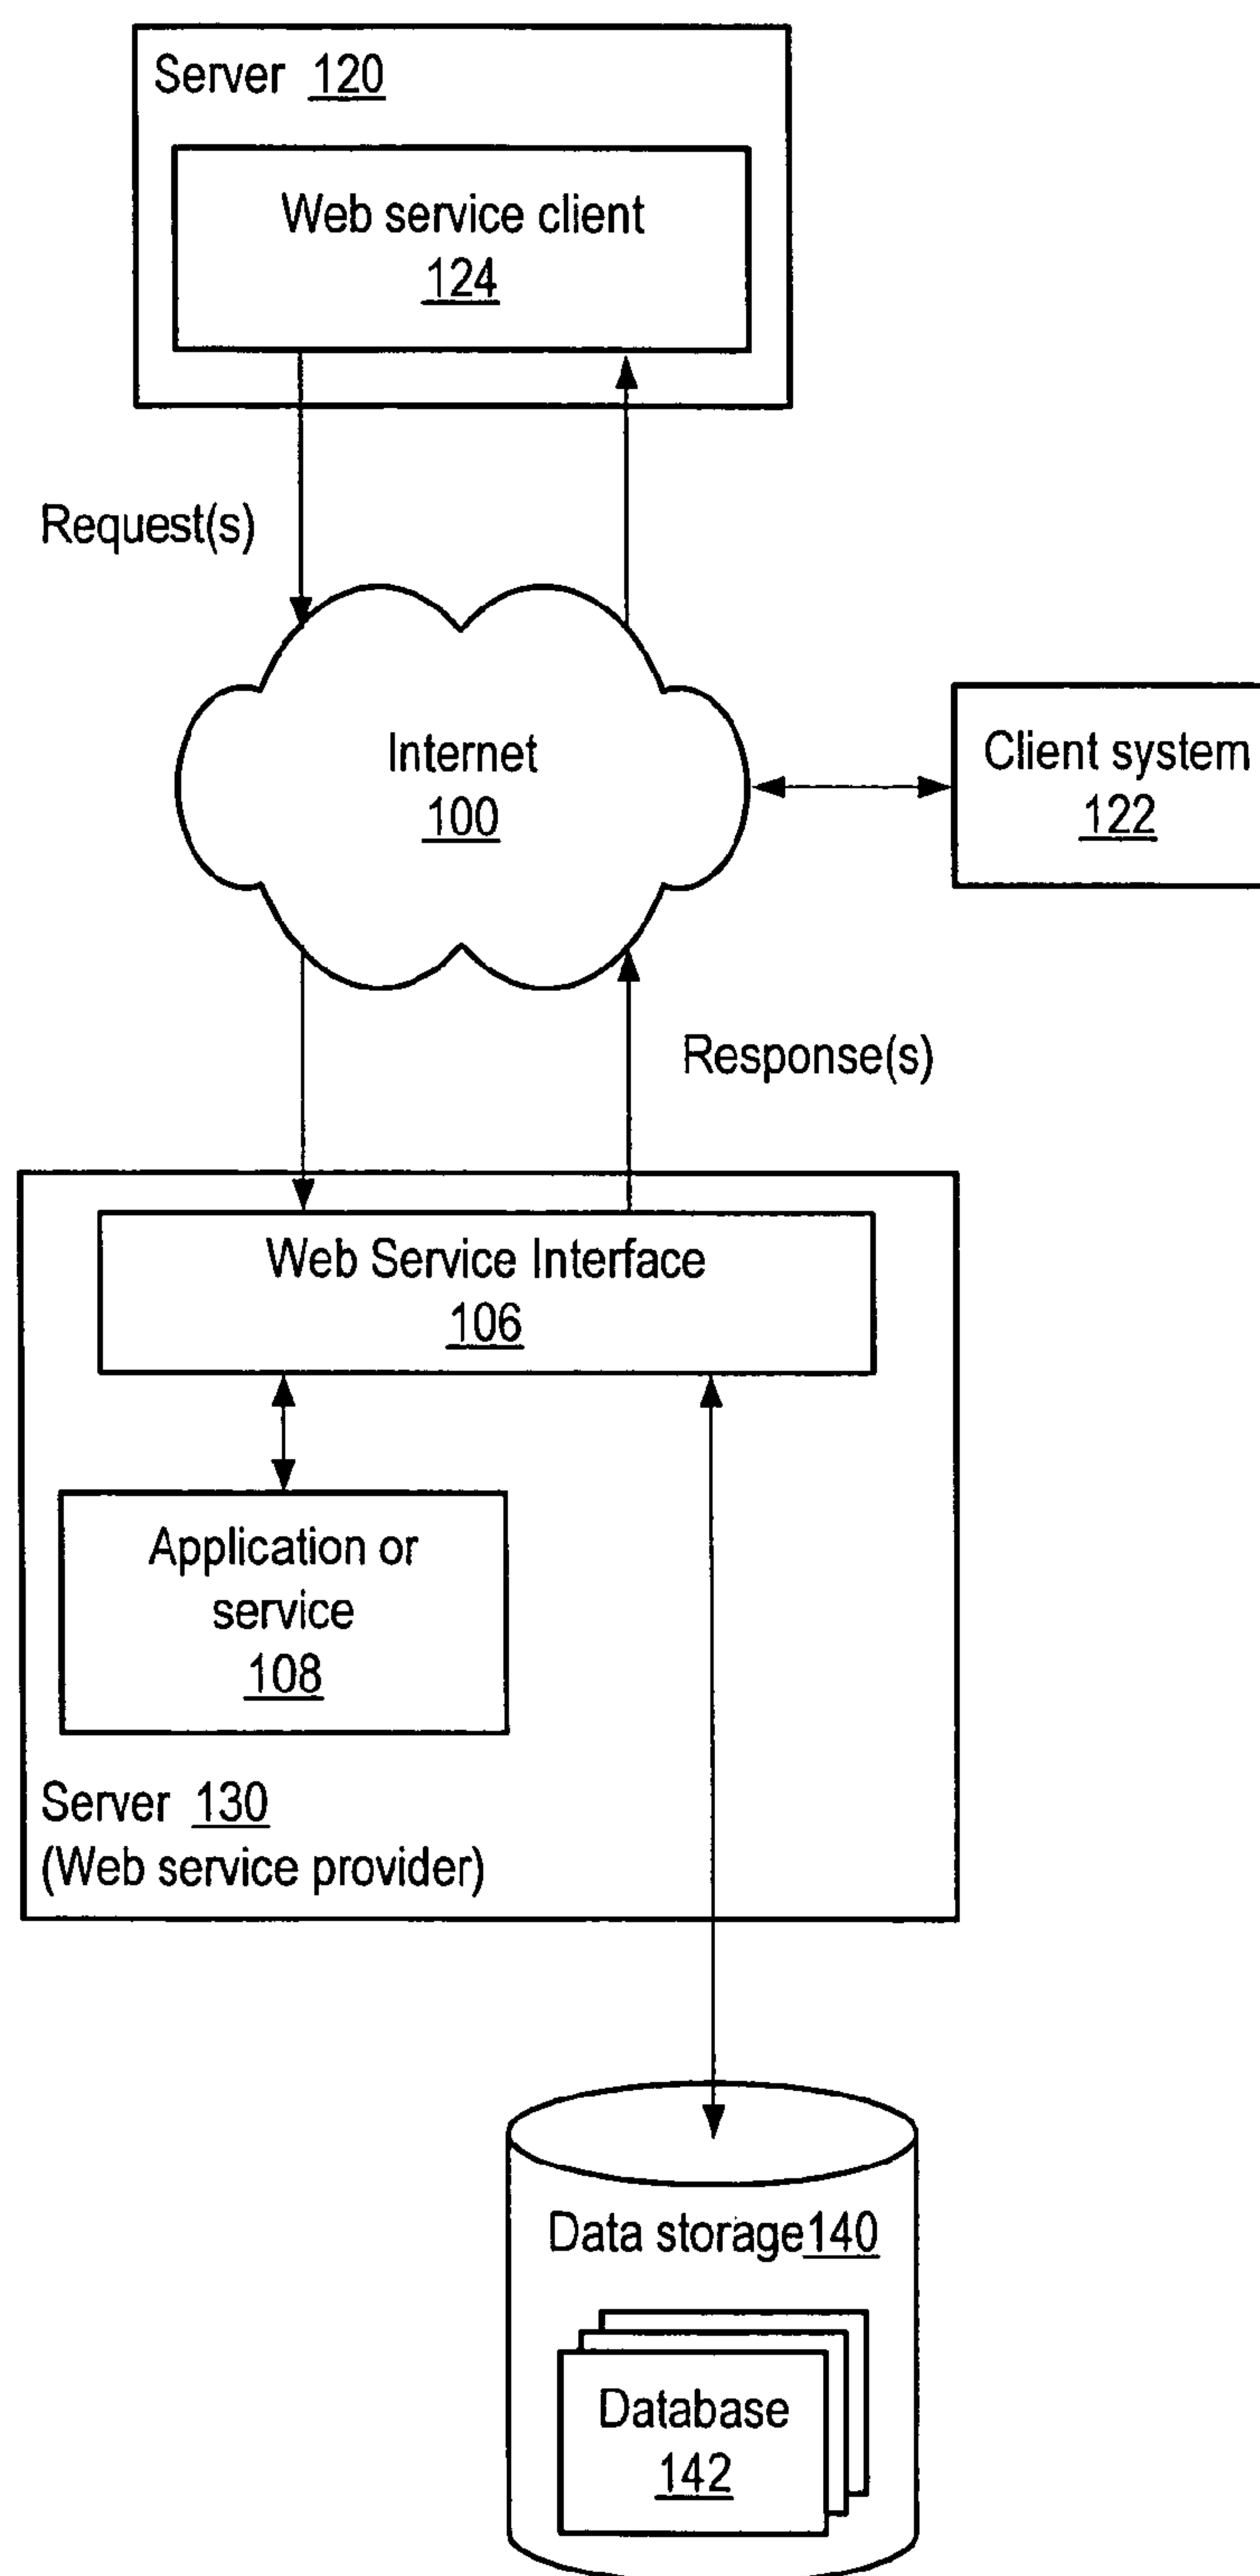 Server 120
Web service client
124
Request(s)
Internet
100
Client system
122
Response(s)
Web Service Interface
106
Application or
service
108
Server 130
(Web service provider)
Data storage140
Database
142